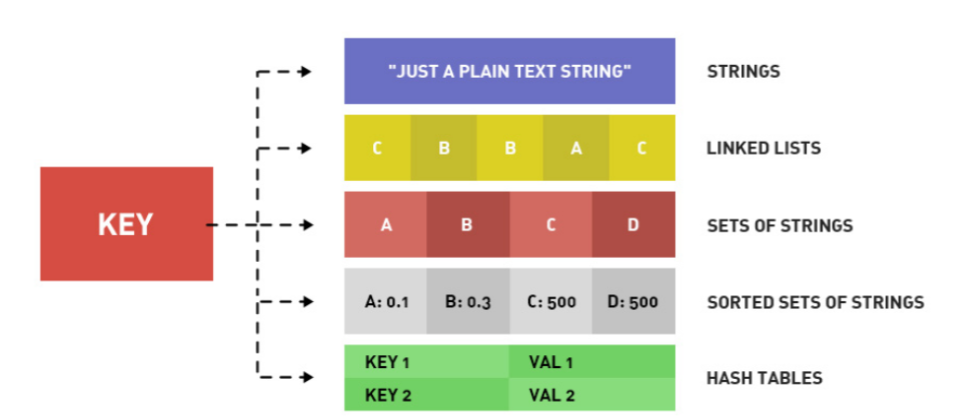 "JUST A PLAIN TEXT STRING" STRINGS
C B B A C LINKED LISTS
KEY
A B C D SETS OF STRINGS
A: 0.1 B: 0.3 C: 500 D: 500 SORTED SETS OF STRINGS
KEY 1 VAL 1
KEY 2 VAL 2
HASH TABLES